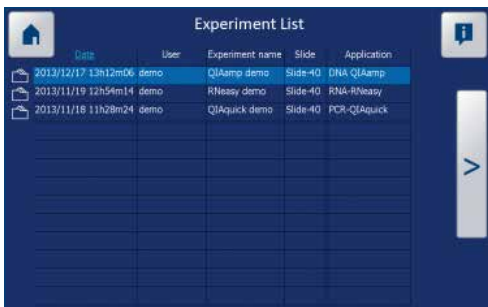 Experiment List
Date User Experiment name Slide Application
2013/12/17 13h12m06 demo QIAamp demo Slide-40 DNA QIAamp
2013/11/19 12h54m14 demo RNeasy demo Slide-40 RNA-RNeasy
2013/11/18 11h28m24 demo QIAquick demo Slide-40 PCR-QIAquick
>